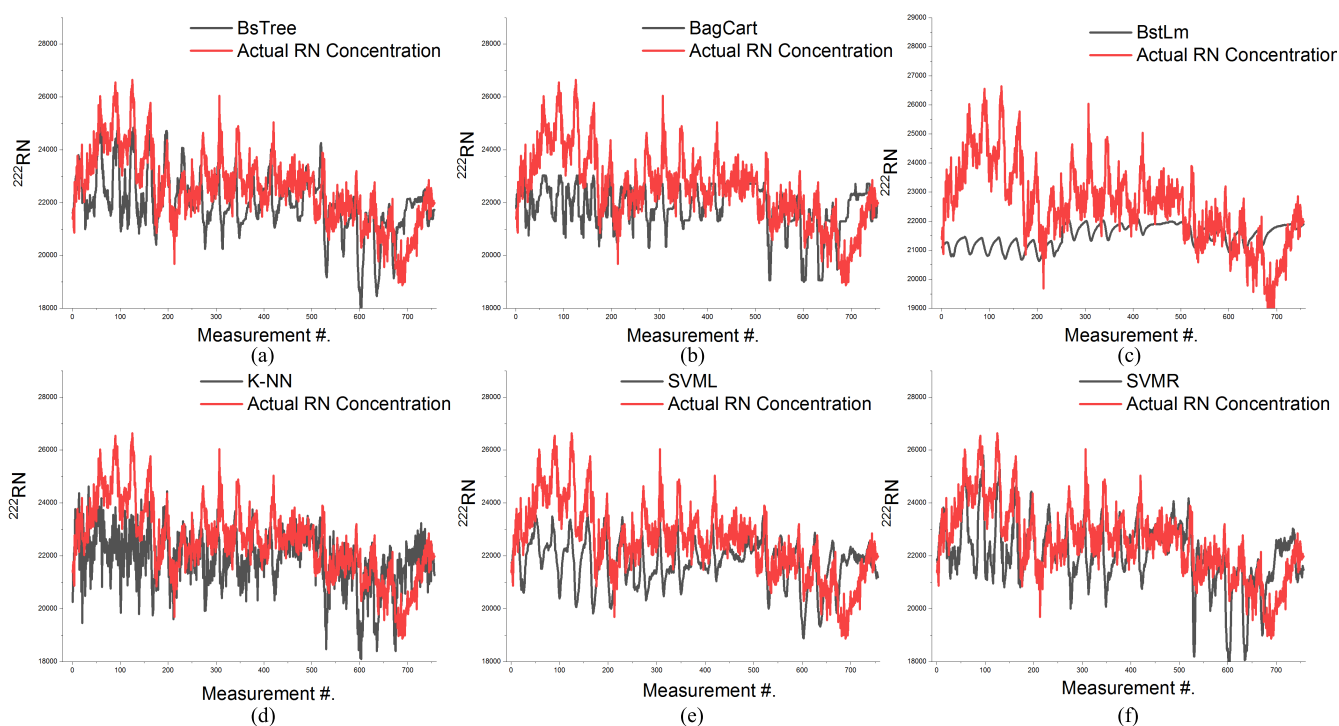 BsTree
Actual RN Concentration
28000
26000
24000
22000
20000
18000
²²²RN
0 100 200 300 400 500 600 700
Measurement #.
(a)
BagCart
Actual RN Concentration
28000
26000
24000
22000
20000
18000
²²²RN
0 100 200 300 400 500 600 700
Measurement #.
(b)
BstLm
Actual RN Concentration
29000
28000
27000
26000
25000
24000
23000
22000
21000
20000
19000
²²²RN
0 100 200 300 400 500 600 700
Measurement #.
(c)
K-NN
Actual RN Concentration
28000
26000
24000
22000
20000
18000
²²²RN
0 100 200 300 400 500 600 700
Measurement #.
(d)
SVML
Actual RN Concentration
28000
26000
24000
22000
20000
18000
²²²RN
0 100 200 300 400 500 600 700
Measurement #.
(e)
SVMR
Actual RN Concentration
28000
26000
24000
22000
20000
18000
²²²RN
0 100 200 300 400 500 600 700
Measurement #.
(f)